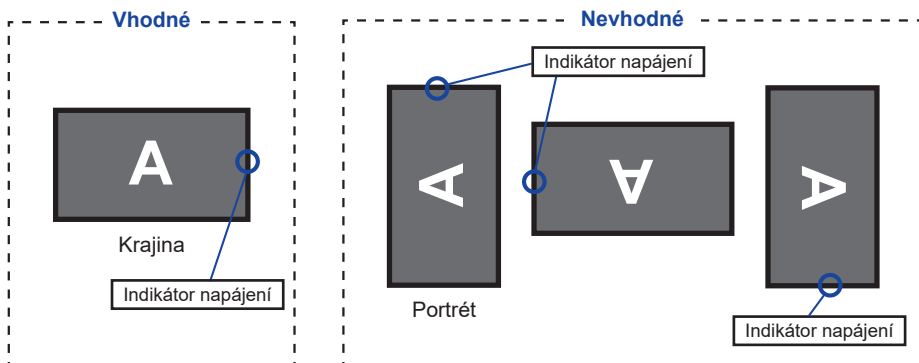 Vhodné
A
Krajina
Indikátor napájení
Nevhodné
Indikátor napájení
A
A
A
Portrét
Indikátor napájení